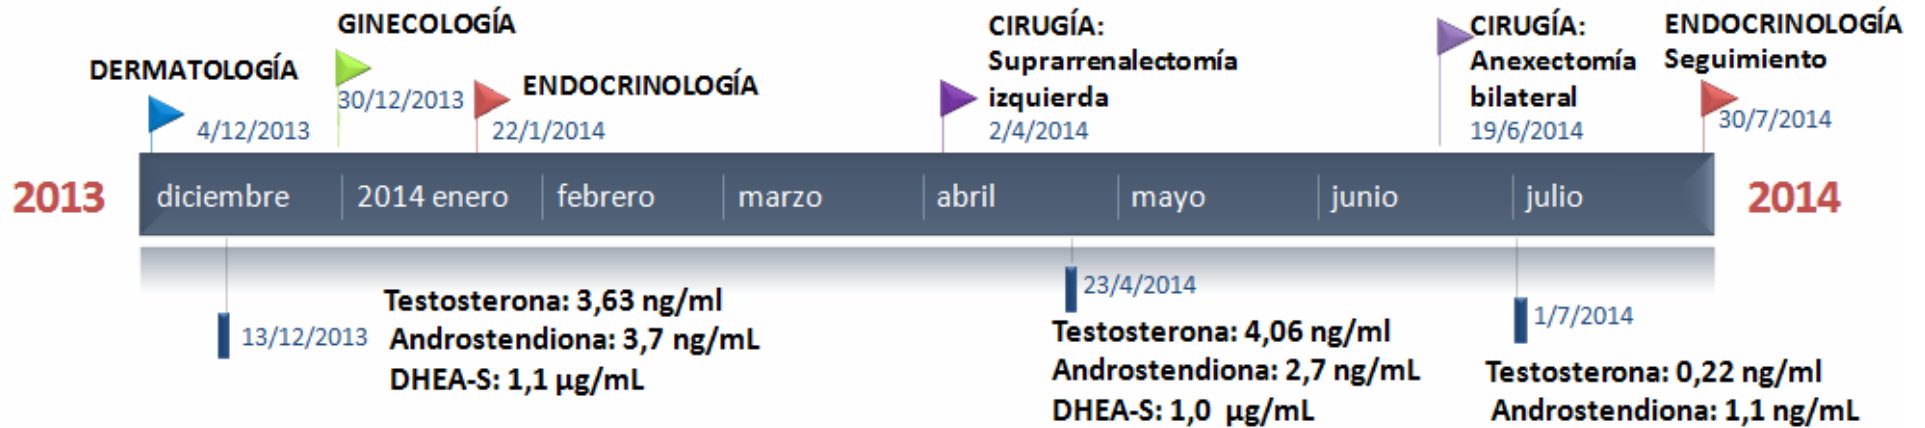 DERMATOLOGÍA
4/12/2013
GINECOLOGÍA
30/12/2013
ENDOCRINOLOGÍA
22/1/2014
CIRUGÍA:
Suprarrenalectomía
izquierda
2/4/2014
CIRUGÍA:
Anexectomía
bilateral
19/6/2014
ENDOCRINOLOGÍA
Seguimiento
30/7/2014
2013
diciembre
2014 enero
febrero
marzo
abril
mayo
junio
julio
2014
13/12/2013
Testosterona: 3,63 ng/ml
Androstendiona: 3,7 ng/mL
DHEA-S: 1,1 µg/mL
23/4/2014
Testosterona: 4,06 ng/ml
Androstendiona: 2,7 ng/mL
DHEA-S: 1,0 µg/mL
1/7/2014
Testosterona: 0,22 ng/ml
Androstendiona: 1,1 ng/mL